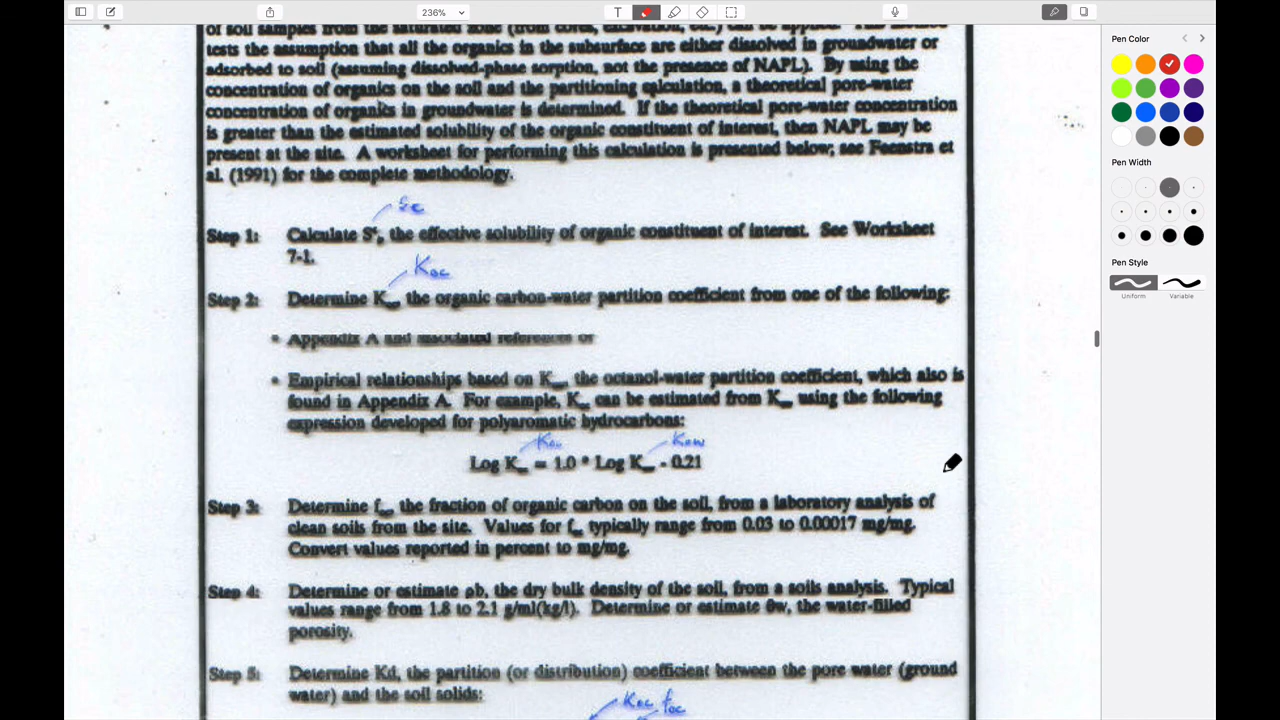 236%
T
Pen Color
of soil samples from the saturated zone (from cores, excavation, etc.) can be
tests the assumption that all the organics in the subsurface are either dissolved in groundwater or
adsorbed to soil (assuming dissolved-phase sorption, not the presence of NAPL). By using the
concentration of organics on the soil and the partitioning calculation, a theoretical pore-water
concentration of organics in groundwater is determined. If the theoretical pore-water concentration
is greater than the estimated solubility of the organic constituent of interest, then NAPL may be
present at the site. A worksheet for performing this calculation is presented below; see Feenstra et
al. (1991) for the complete methodology.
Step 1: Calculate the effective solubility of organic constituent of interest. See Worksheet
7-1.
Koc
Step 2: Determine K the organic carbon-water partition coefficient from one of the following:
• Appendix A and associated references or
• Empirical relationships based on K the octanol-water partition coefficient, which also is
found in Appendix A. For example, K can be estimated from K using the following
expression developed for polyaromatic hydrocarbons:
Koc Kow
Log K = 1.0 * Log K - 0.21
Step 3: Determine f the fraction of organic carbon on the soil, from a laboratory analysis of
clean soils from the site. Values for f typically range from 0.03 to 0.00017 mg/mg.
Convert values reported in percent to mg/mg.
Step 4: Determine or estimate ρb, the dry bulk density of the soil, from a soils analysis. Typical
values range from 1.8 to 2.1 g/ml(kg/l). Determine or estimate θw, the water-filled
porosity.
Step 5: Determine Kd, the partition (or distribution) coefficient between the pore water (ground
water) and the soil solids:
Koc foc
Pen Width
Pen Style
Uniform Variable